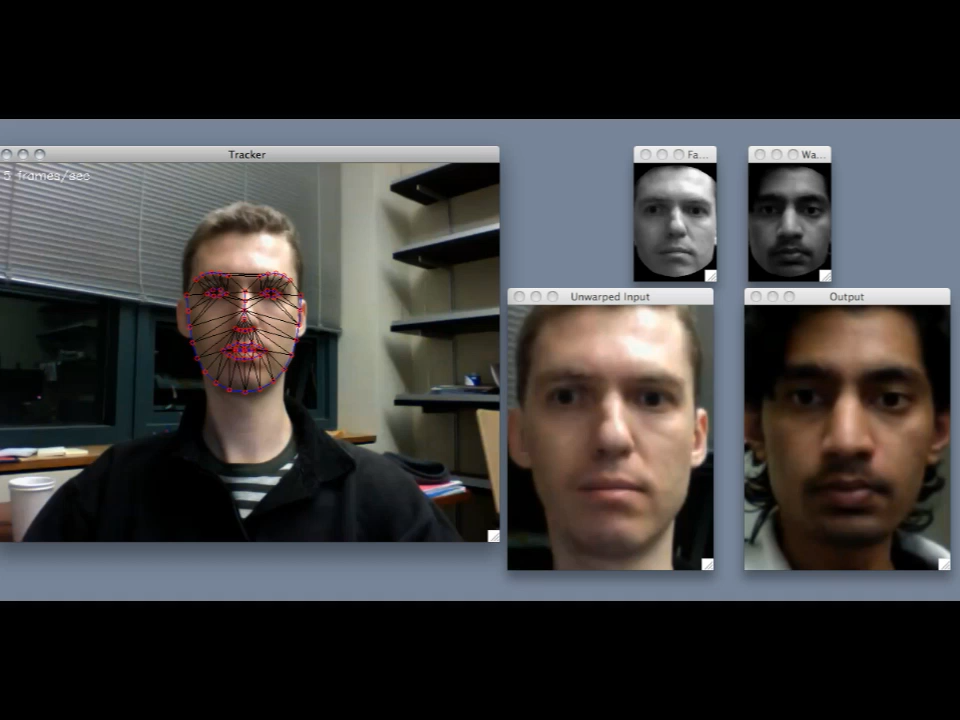 Tracker
Fa...
Wa...
5 frames/sec
Unwarped Input
Output